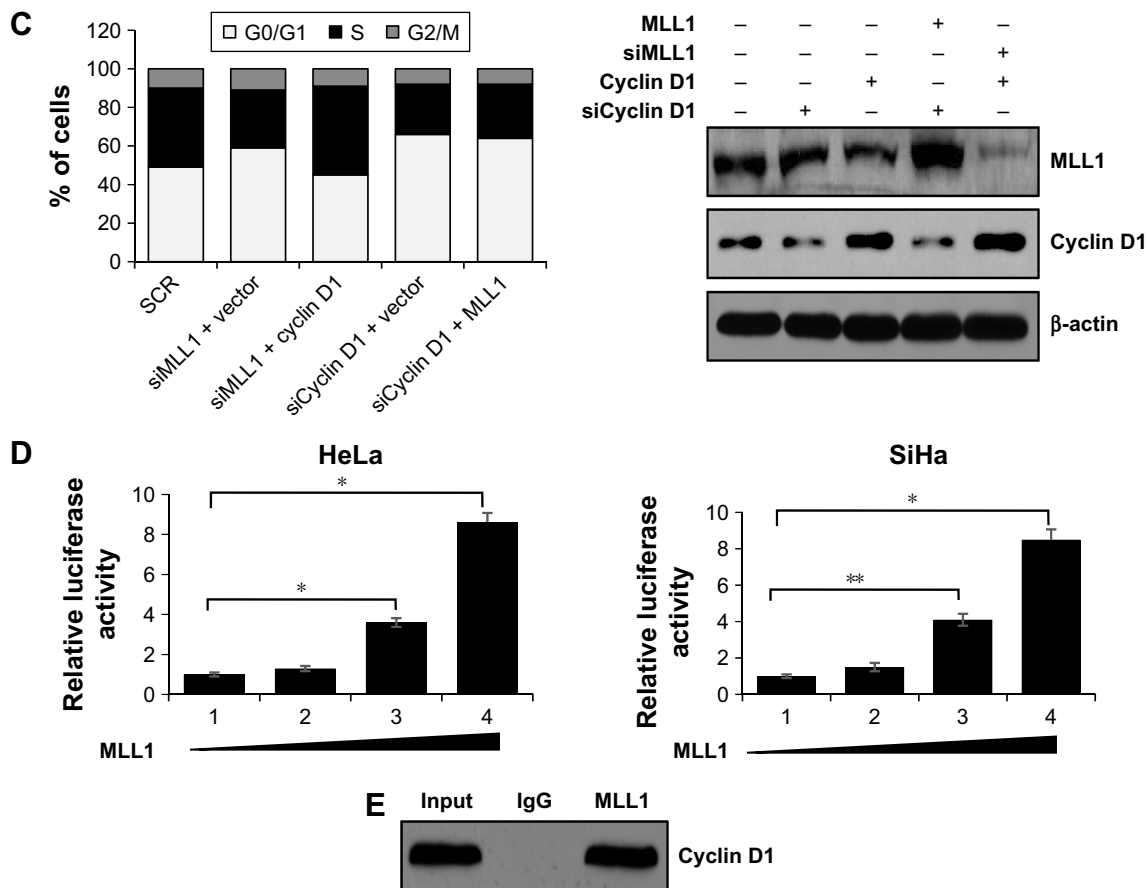 C
G0/G1 S G2/M
% of cells
120
100
80
60
40
20
0
SCR
siMLL1 + vector
siMLL1 + cyclin D1
siCyclin D1 + vector
siCyclin D1 + MLL1
MLL1 – – – + –
siMLL1 – – – – +
Cyclin D1 – – + – +
siCyclin D1 – + – + –
MLL1
Cyclin D1
β-actin
D
HeLa
Relative luciferase
activity
10
8
6
4
2
0
*
*
1 2 3 4
MLL1
SiHa
Relative luciferase
activity
10
8
6
4
2
0
*
**
1 2 3 4
MLL1
E
Input IgG MLL1
Cyclin D1